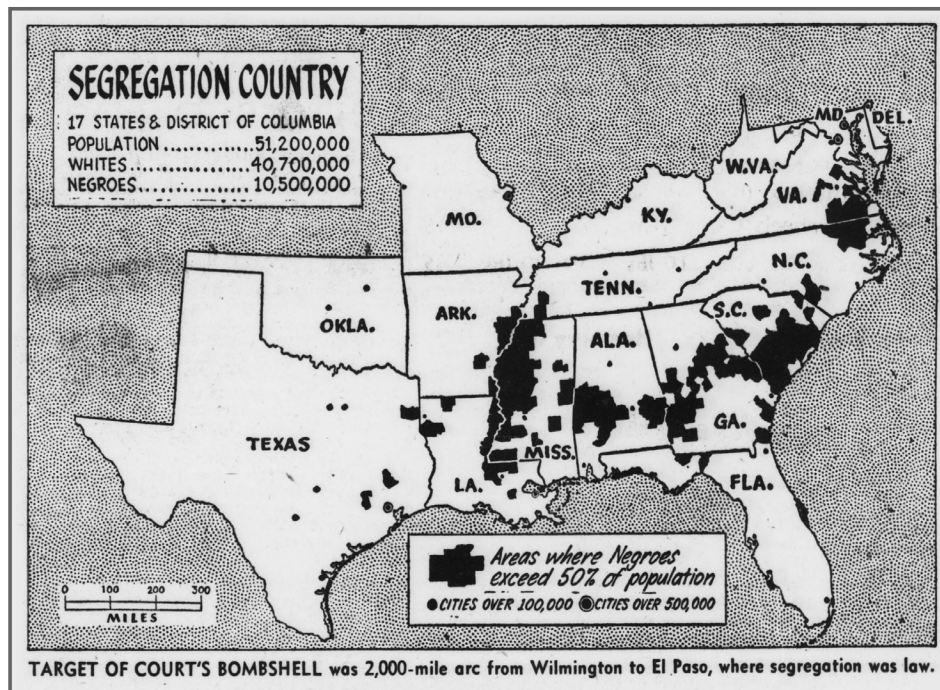 SEGREGATION COUNTRY
17 STATES & DISTRICT OF COLUMBIA
POPULATION .............51,200,000
WHITES..................40,700,000
NEGROES.................10,500,000
MD.
DEL.
W.VA.
VA.
MO.
KY.
N.C.
TENN.
S.C.
OKLA.
ARK.
ALA.
GA.
TEXAS
MISS.
LA.
FLA.
Areas where Negroes
exceed 50% of population
CITIES OVER 100,000 CITIES OVER 500,000
0 100 200 300
MILES
TARGET OF COURT'S BOMBSHELL was 2,000-mile arc from Wilmington to El Paso, where segregation was law.